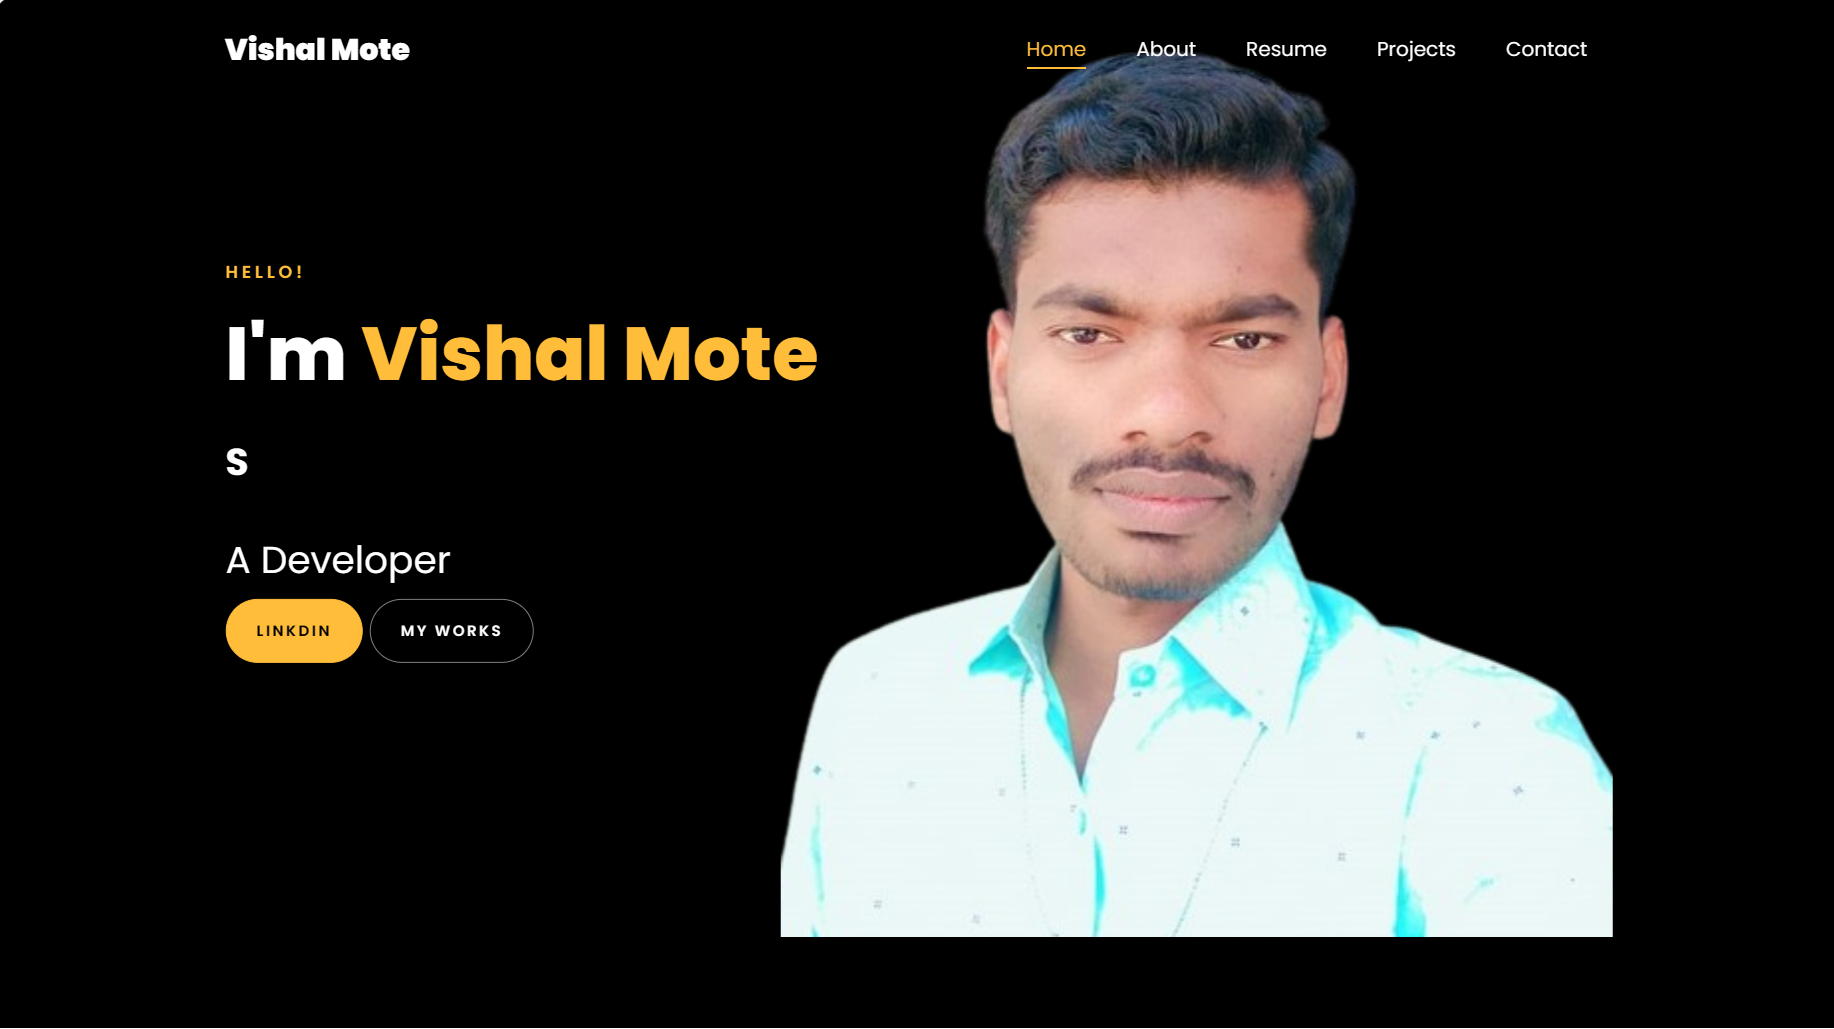 Vishal Mote
Home About Resume Projects Contact
HELLO!
I'm Vishal Mote
s
A Developer
LINKDIN MY WORKS